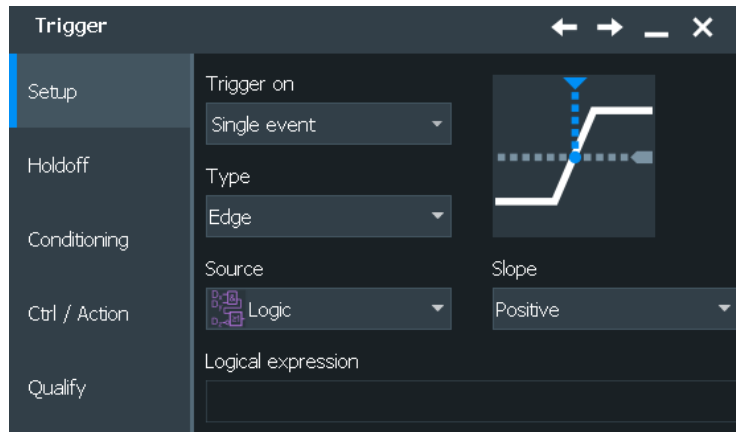 Trigger
Setup
Holdoff
Conditioning
Ctrl / Action
Qualify
Trigger on
Single event
Type
Edge
Source
Logic
Slope
Positive
Logical expression